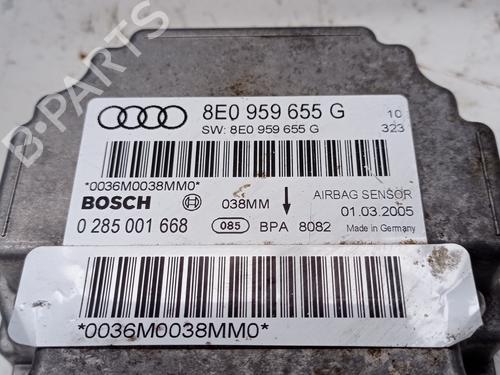 B-PARTS
8E0 959 655 G
10
SW: 8E0 959 655 G
323
*0036M0038MM0*
BOSCH
038MM
AIRBAG SENSOR
01.03.2005
0 285 001 668
085
BPA 8082
Made in Germany
*0036M0038MM0*